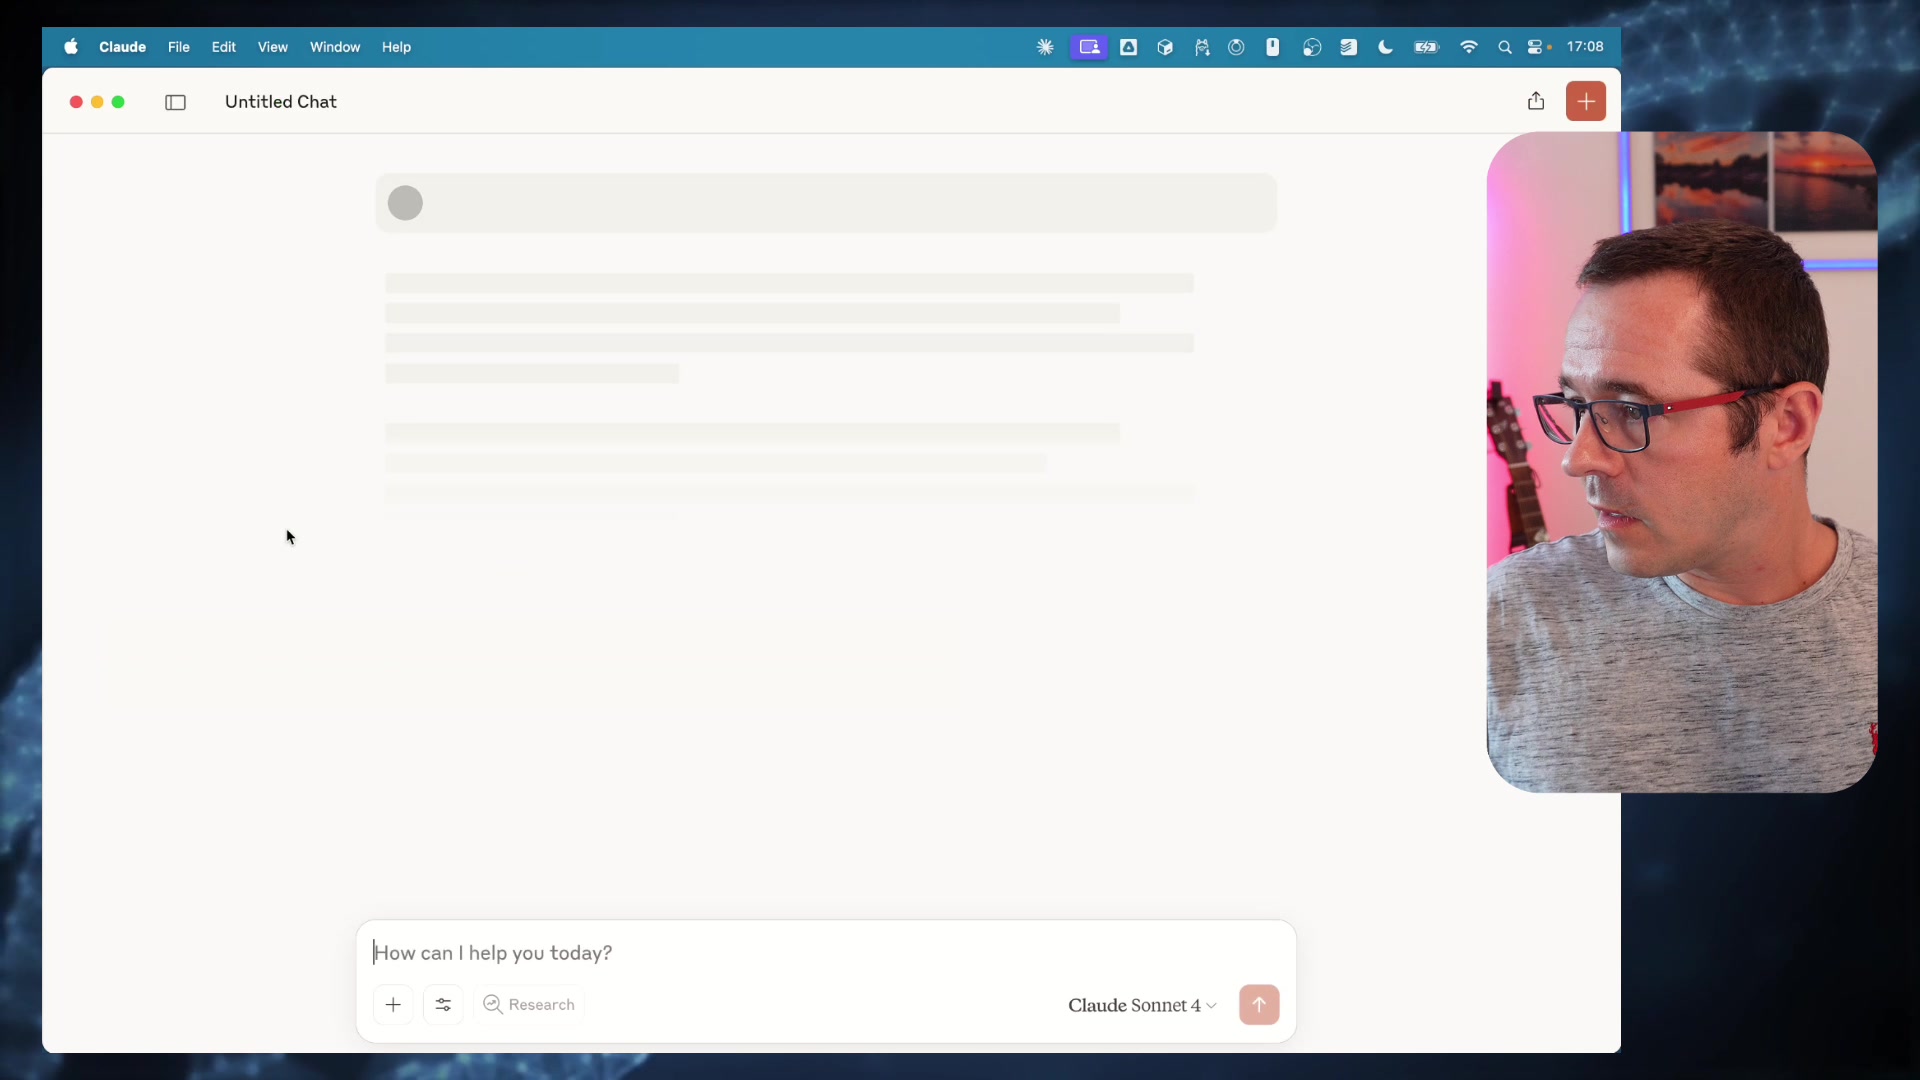 Claude File Edit View Window Help 17:08
Untitled Chat
How can I help you today?
Research Claude Sonnet 4